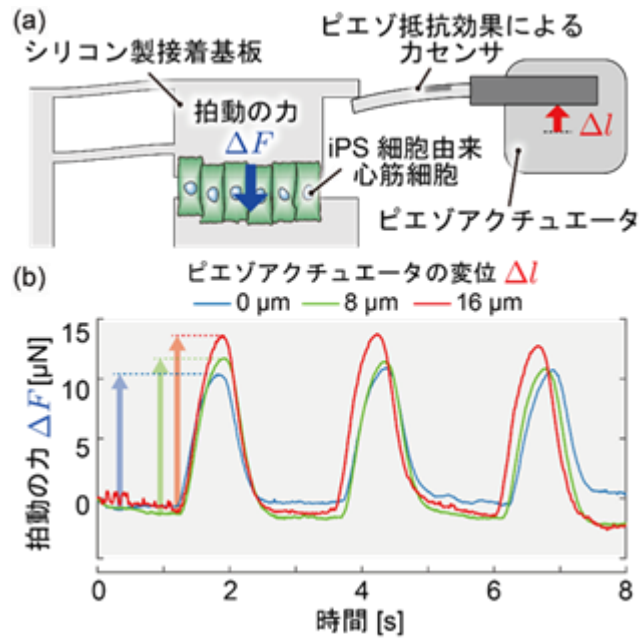 (a)
ピエゾ抵抗効果による
力センサ
シリコン製接着基板
拍動の力
ΔF
Δl
iPS 細胞由来
心筋細胞
ピエゾアクチュエータ
(b)
ピエゾアクチュエータの変位 Δl
0 μm 8 μm 16 μm
拍動の力 ΔF [μN]
15
10
5
0
0 2 4 6 8
時間 [s]